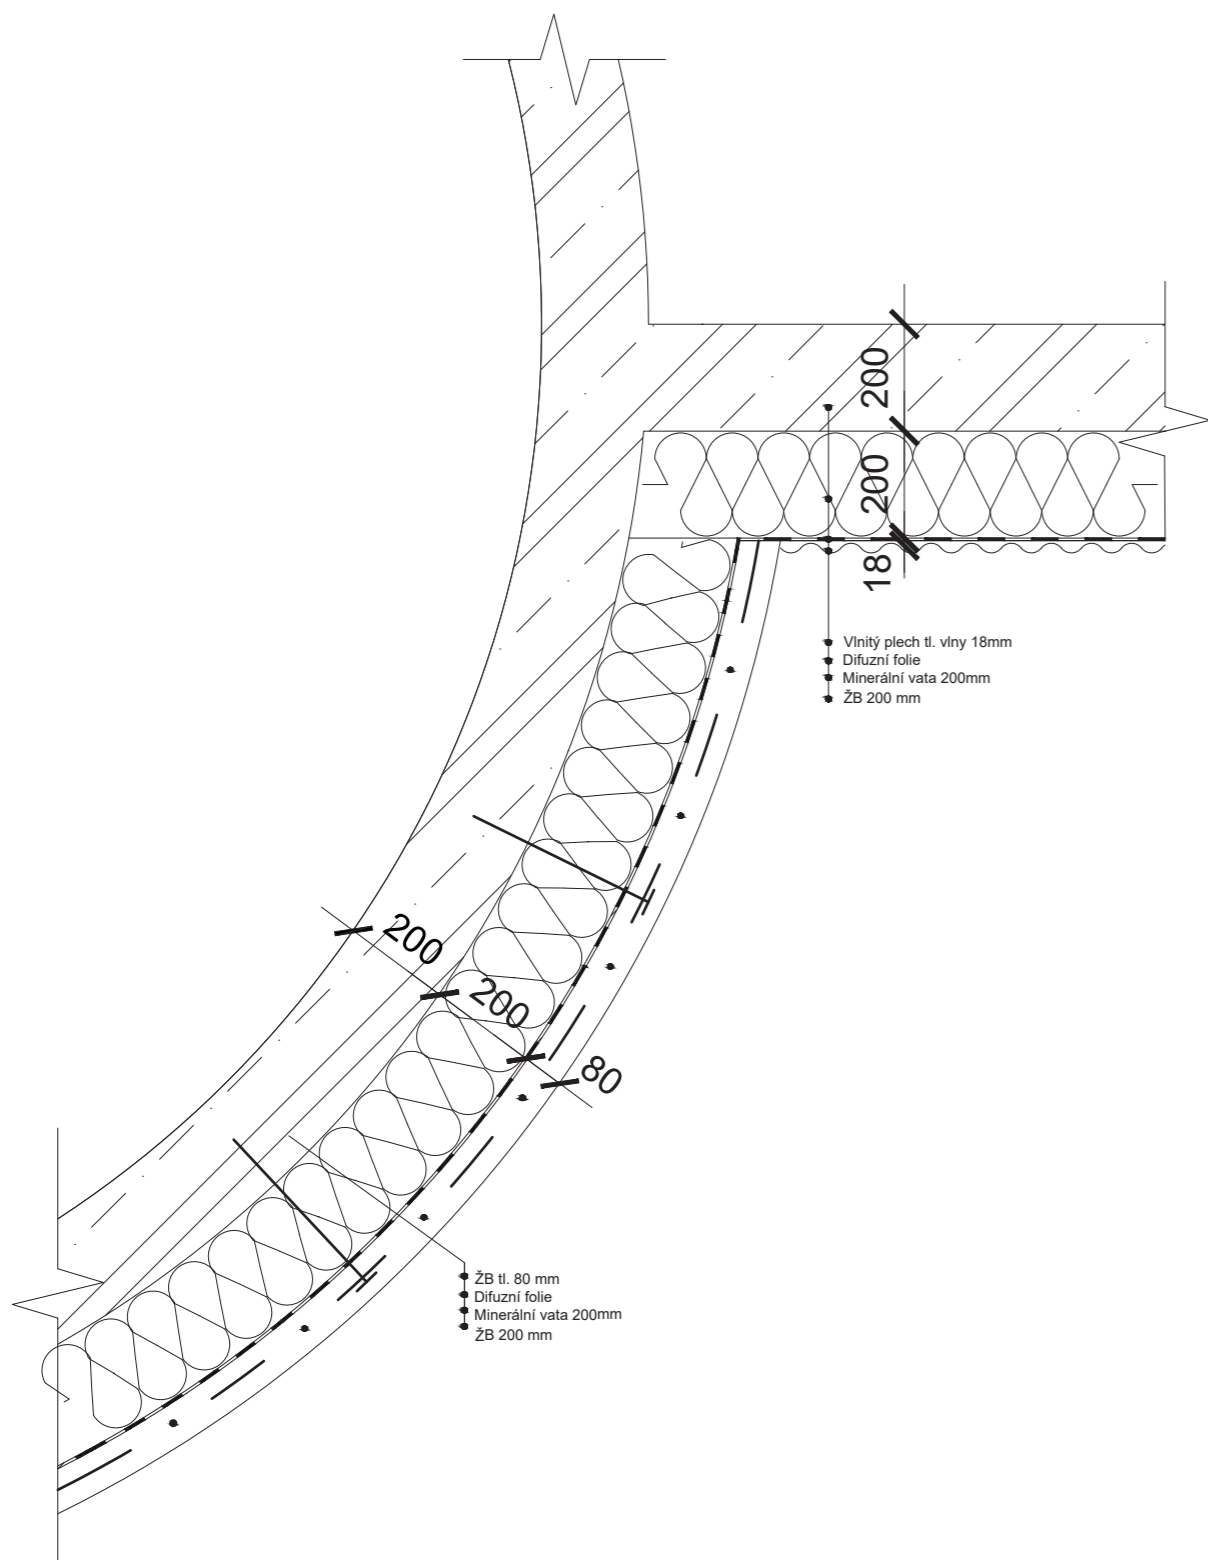 200
200
18
Vlnitý plech tl. vlny 18mm
Difuzní folie
Minerální vata 200mm
ŽB 200 mm
200
200
80
ŽB tl. 80 mm
Difuzní folie
Minerální vata 200mm
ŽB 200 mm